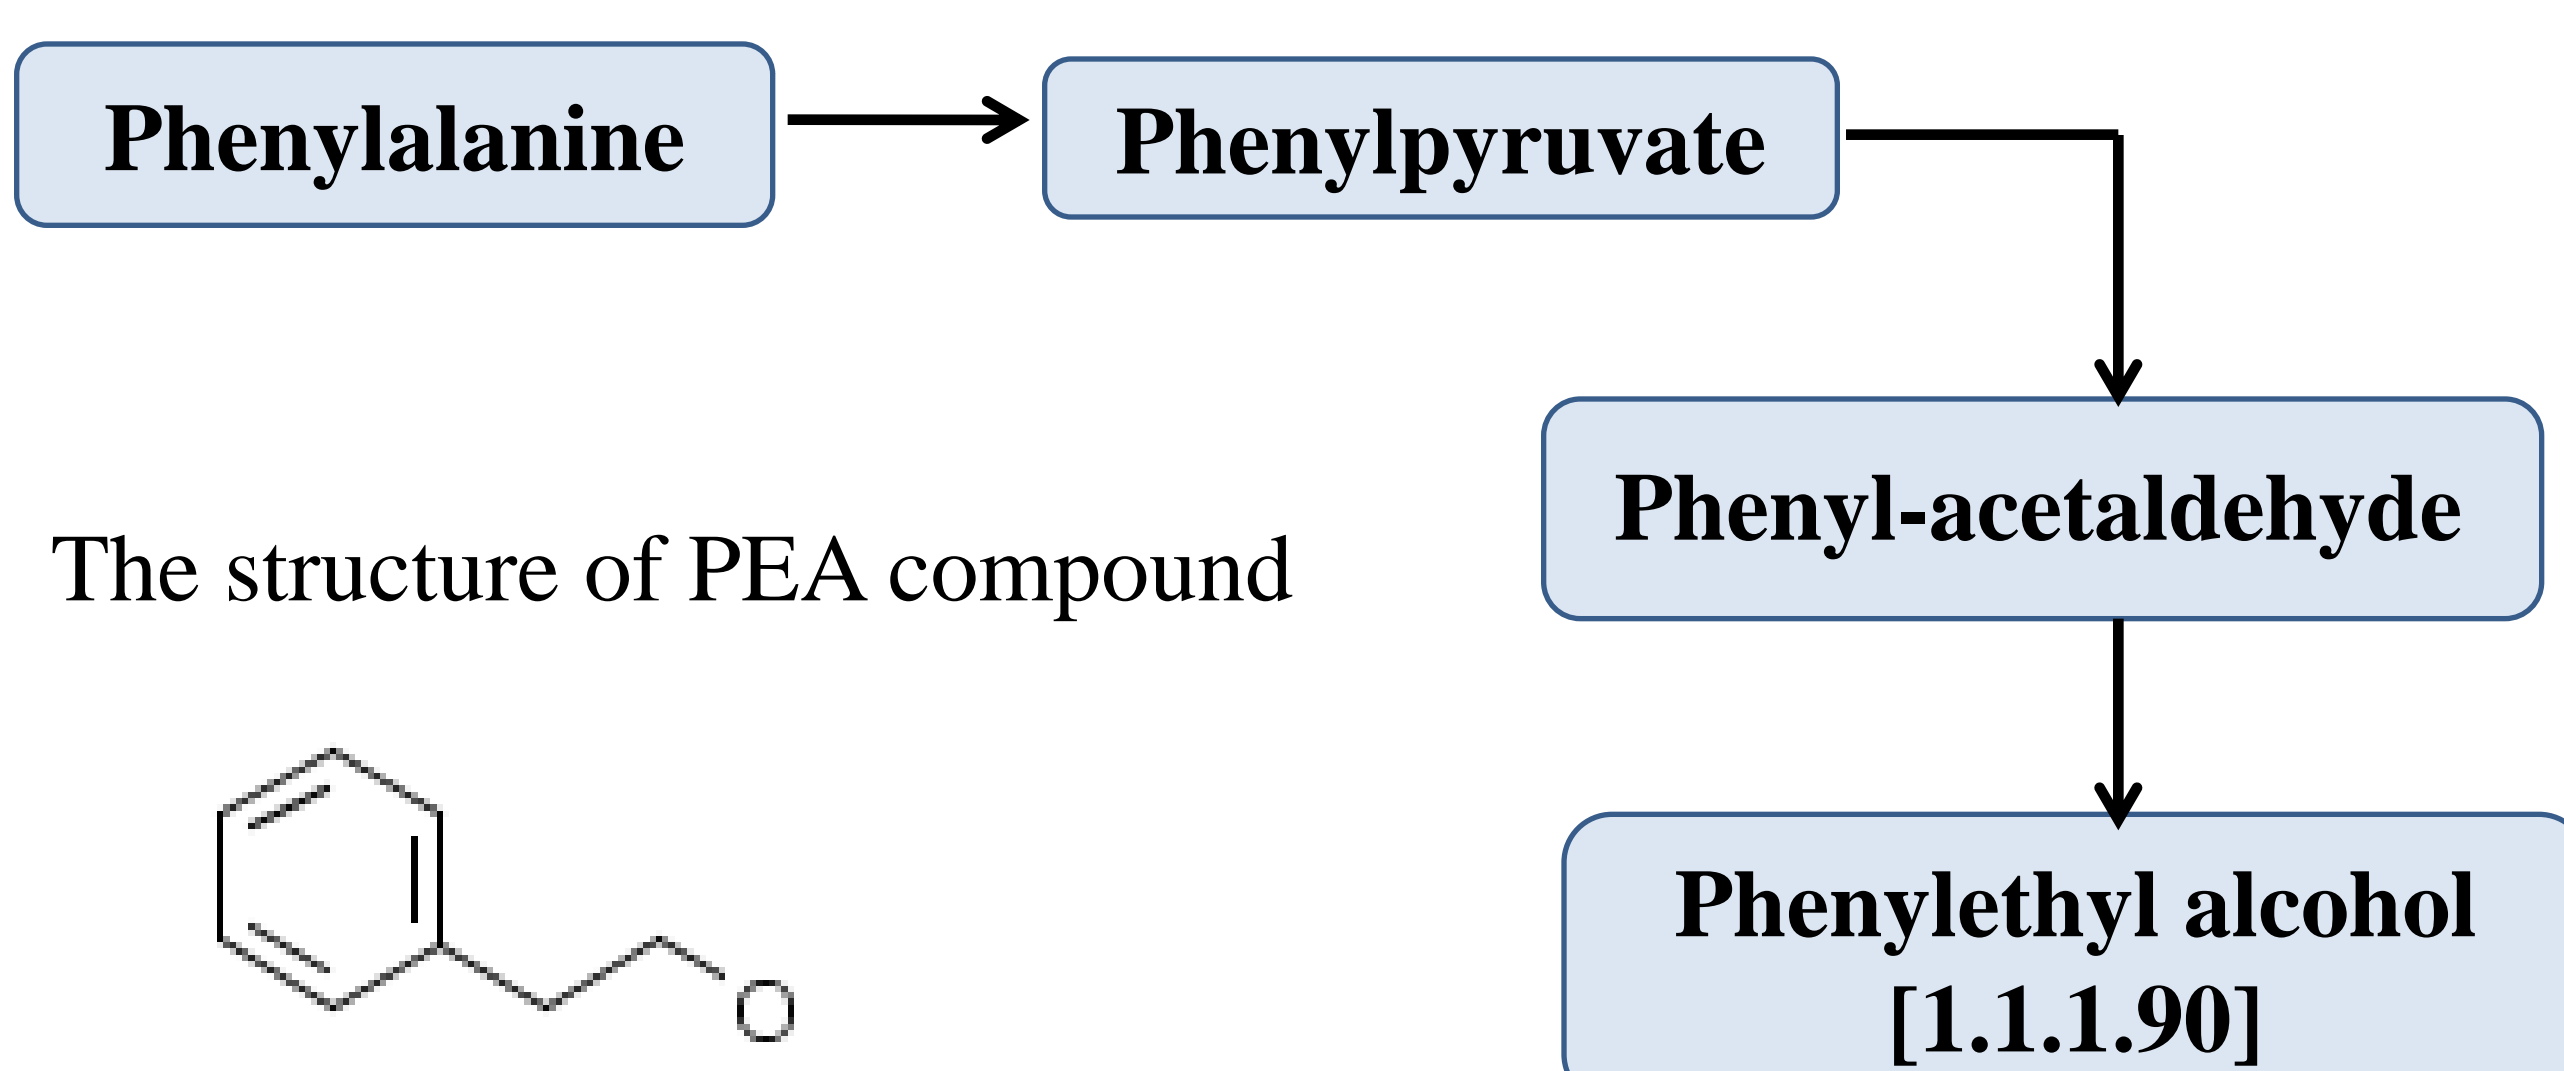 Phenylalanine
Phenylpyruvate
Phenyl-acetaldehyde
The structure of PEA compound
Phenylethyl alcohol
[1.1.1.90]
O